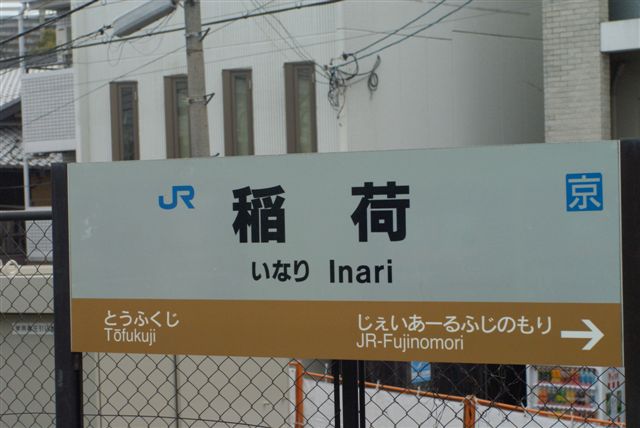 JR
京
稲荷
いなり Inari
とうふくじ
Tōfukuji
じぇいあーるふじのもり
JR-Fujinomori